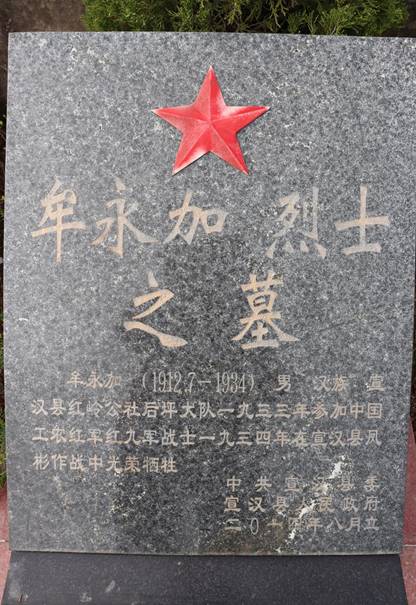 牟永加 烈士
之墓
牟永加（1912.7—1934）男 汉族 宣
汉县红岭公社后坪大队一九三三年参加中国
工农红军红九军战士一九三四年在宣汉县凤
彬作战中光荣牺牲
中共宣汉县委
宣汉县人民政府
二〇一四年八月立